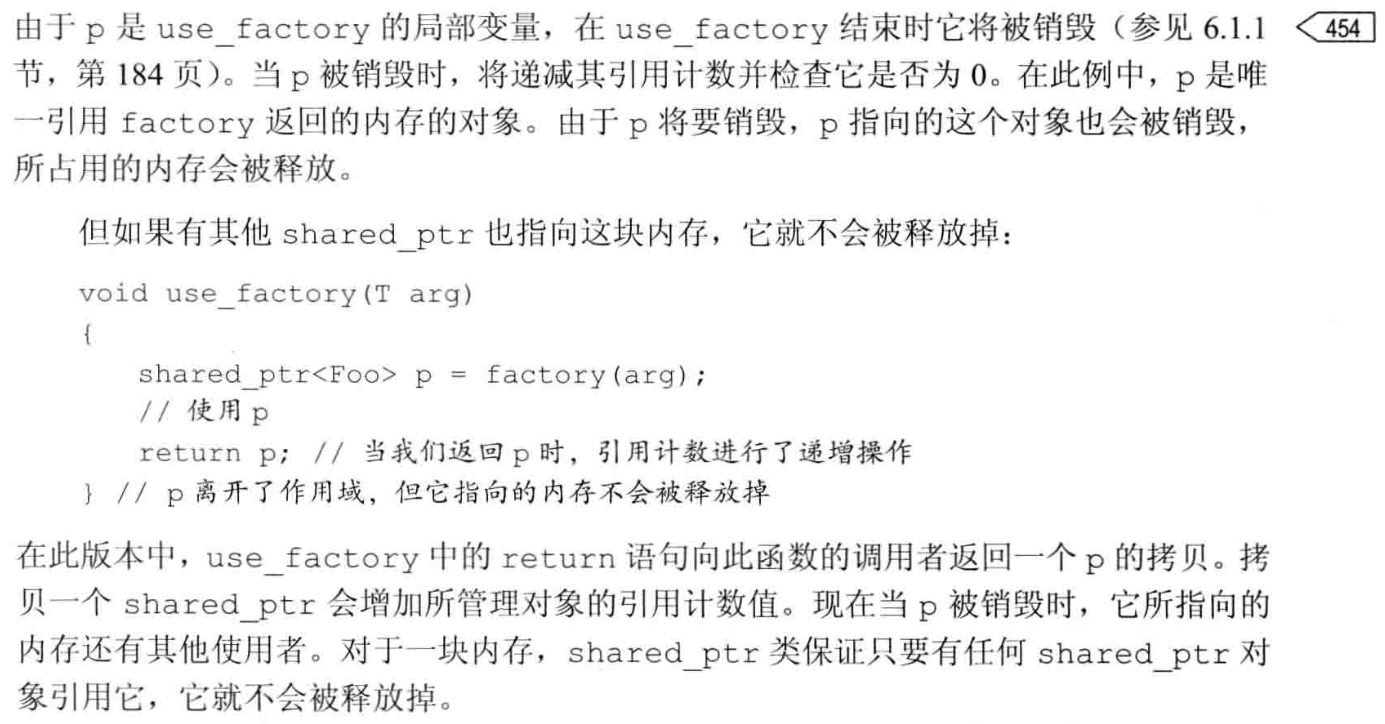 由于 p 是 use_factory 的局部变量，在 use_factory 结束时它将被销毁（参见 6.1.1
454
节，第 184 页）。当 p 被销毁时，将递减其引用计数并检查它是否为 0。在此例中，p 是唯
一引用 factory 返回的内存的对象。由于 p 将要销毁，p 指向的这个对象也会被销毁，
所占用的内存会被释放。
但如果有其他 shared_ptr 也指向这块内存，它就不会被释放掉：
void use_factory(T arg)
{
shared_ptr<Foo> p = factory(arg);
// 使用 p
return p; // 当我们返回 p 时，引用计数进行了递增操作
} // p 离开了作用域，但它指向的内存不会被释放掉
在此版本中，use_factory 中的 return 语句向此函数的调用者返回一个 p 的拷贝。拷
贝一个 shared_ptr 会增加所管理对象的引用计数值。现在当 p 被销毁时，它所指向的
内存还有其他使用者。对于一块内存，shared_ptr 类保证只要有任何 shared_ptr 对
象引用它，它就不会被释放掉。